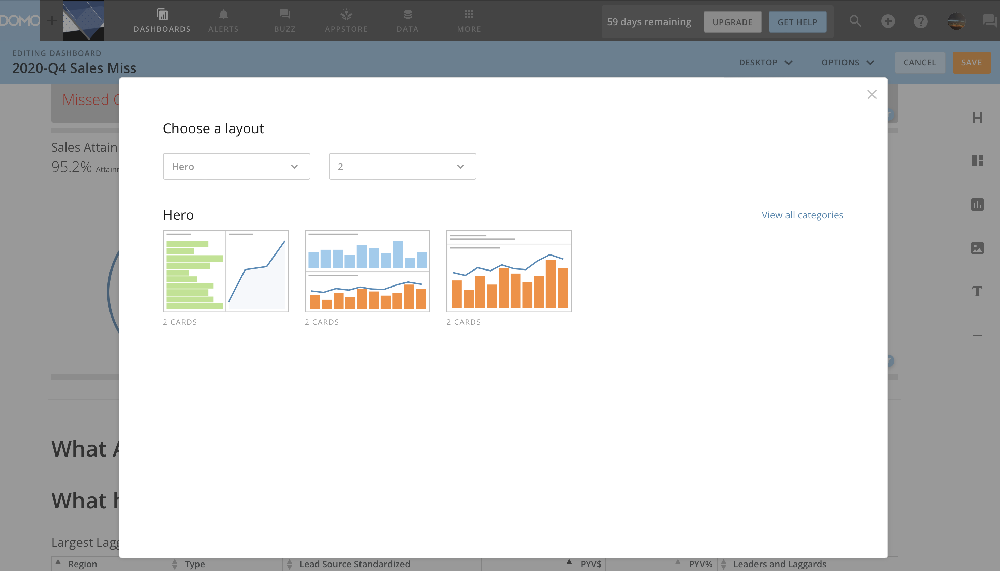 DOMO
DASHBOARDS
ALERTS
BUZZ
APPSTORE
DATA
MORE
59 days remaining
UPGRADE
GET HELP
EDITING DASHBOARD
2020-Q4 Sales Miss
DESKTOP
OPTIONS
CANCEL
SAVE
Missed
Sales Attain
95.2%
Choose a layout
Hero
2
Hero
View all categories
2 CARDS
2 CARDS
2 CARDS
H
T
What
What
Largest
Region
Type
Lead Source Standardized
PYV$
PYV%
Leaders and Laggards